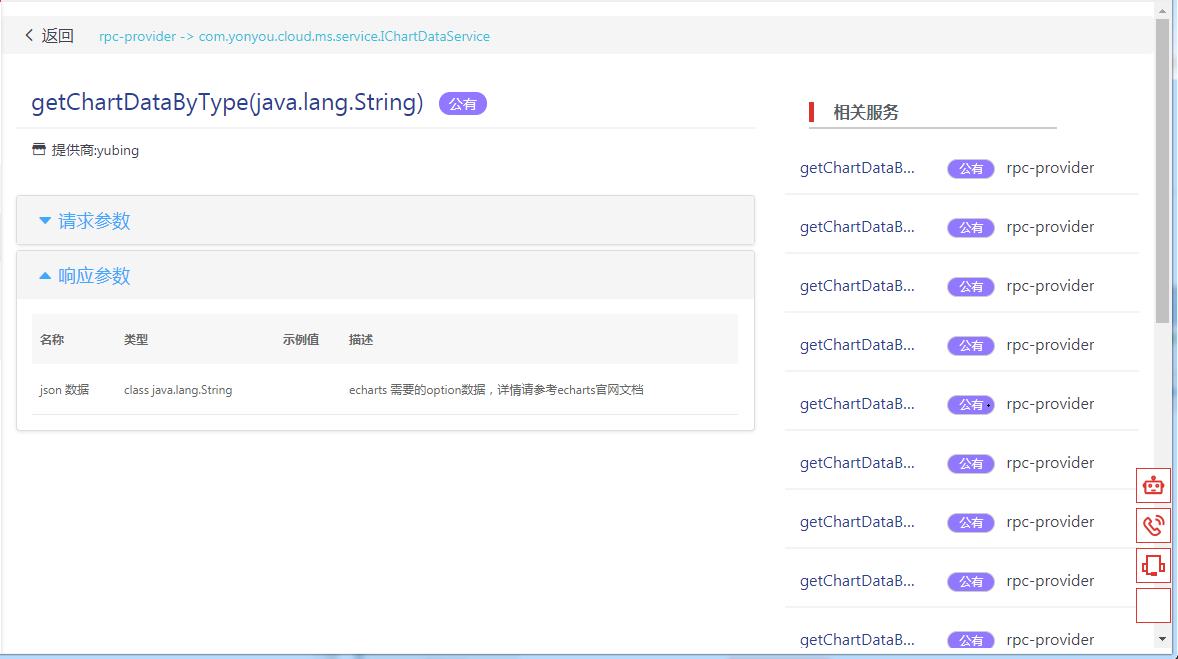 返回 rpc-provider -> com.yonyou.cloud.ms.service.IChartDataService
getChartDataByType(java.lang.String) 公有
提供商:yubing
请求参数
响应参数
名称 类型 示例值 描述
json 数据 class java.lang.String echarts 需要的option数据，详情请参考echarts官网文档
相关服务
getChartDataB... 公有 rpc-provider
getChartDataB... 公有 rpc-provider
getChartDataB... 公有 rpc-provider
getChartDataB... 公有 rpc-provider
getChartDataB... 公有 rpc-provider
getChartDataB... 公有 rpc-provider
getChartDataB... 公有 rpc-provider
getChartDataB... 公有 rpc-provider
getChartDataB... 公有 rpc-provider